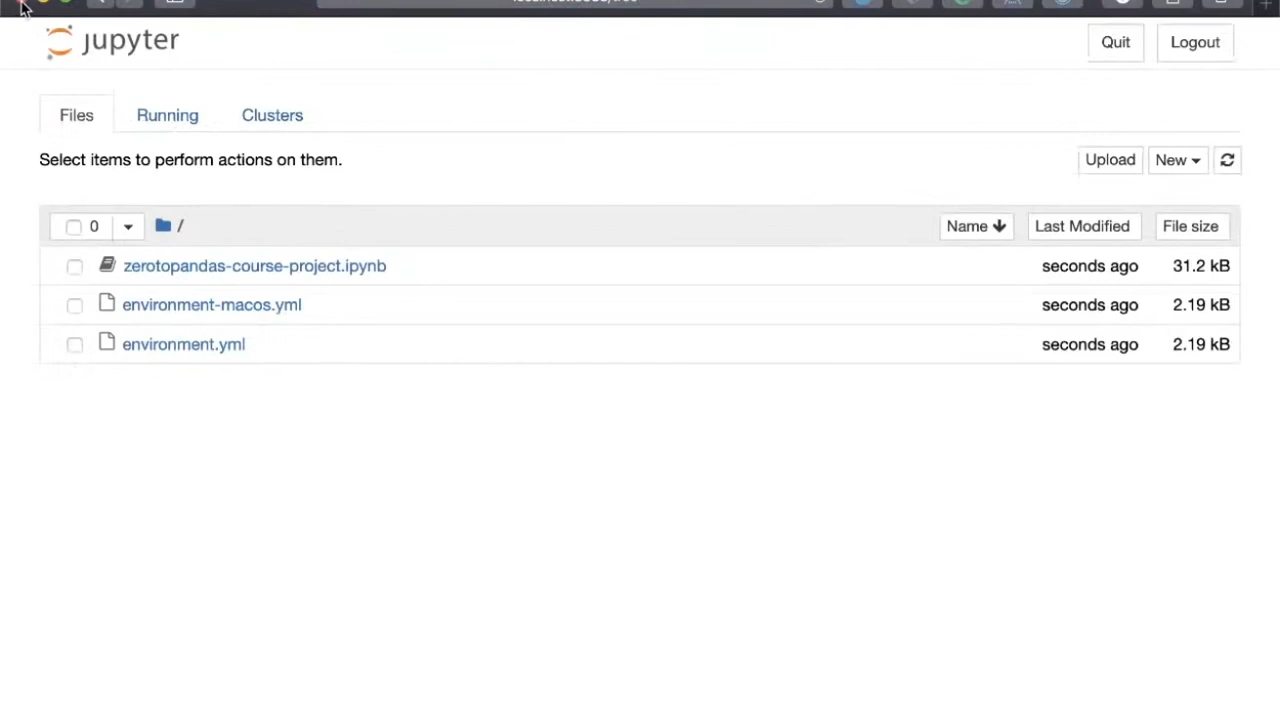 jupyter
Quit Logout
Files Running Clusters
Select items to perform actions on them.
Upload New
0 / Name Last Modified File size
zerotopandas-course-project.ipynb seconds ago 31.2 kB
environment-macos.yml seconds ago 2.19 kB
environment.yml seconds ago 2.19 kB